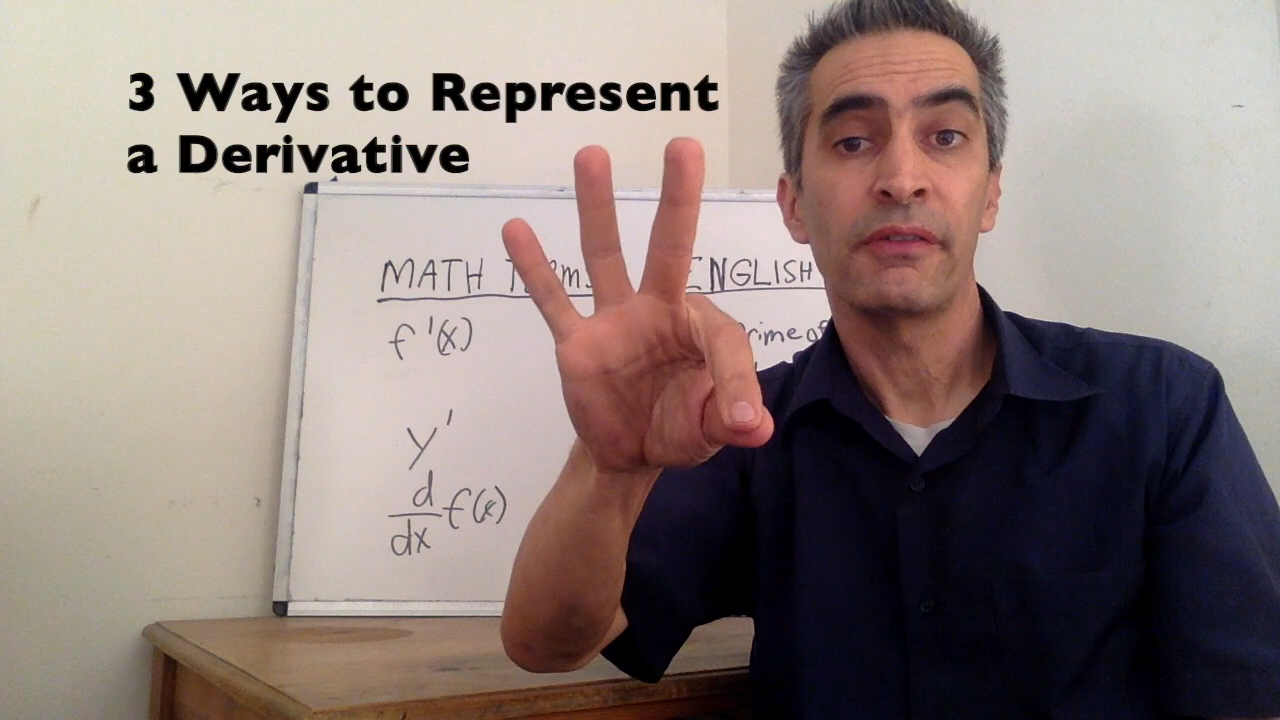 3 Ways to Represent
a Derivative
MATH ENGLISH
f'(x)
y'
d
dx f(x)